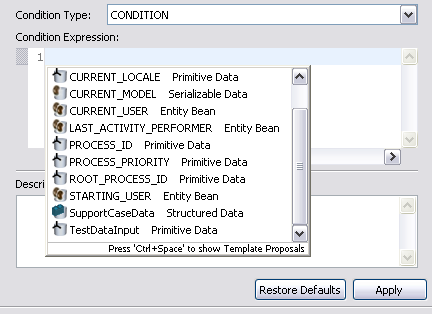 Condition Type: CONDITION
Condition Expression:
1
CURRENT_LOCALE Primitive Data
CURRENT_MODEL Serializable Data
CURRENT_USER Entity Bean
LAST_ACTIVITY_PERFORMER Entity Bean
PROCESS_ID Primitive Data
PROCESS_PRIORITY Primitive Data
ROOT_PROCESS_ID Primitive Data
STARTING_USER Entity Bean
SupportCaseData Structured Data
TestDataInput Primitive Data
Press 'Ctrl+Space' to show Template Proposals
Descri
Restore Defaults Apply